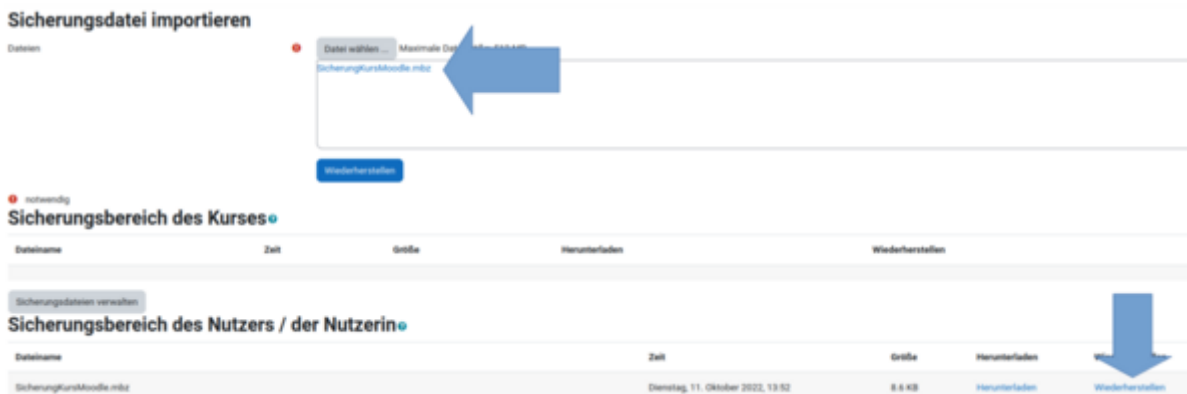 Sicherungsdatei importieren
Dateien
Datei wählen ... Maximale
SicherungKursMoodle.mbz
Wiederherstellen
notwendig
Sicherungsbereich des Kurses
Dateiname Zeit Größe Herunterladen Wiederherstellen
Sicherungsdateien verwalten
Sicherungsbereich des Nutzers / der Nutzerin
Dateiname Zeit Größe Herunterladen
SicherungKursMoodle.mbz Dienstag, 11. Oktober 2022, 13:52 8.6 KB Herunterladen Wiederherstellen